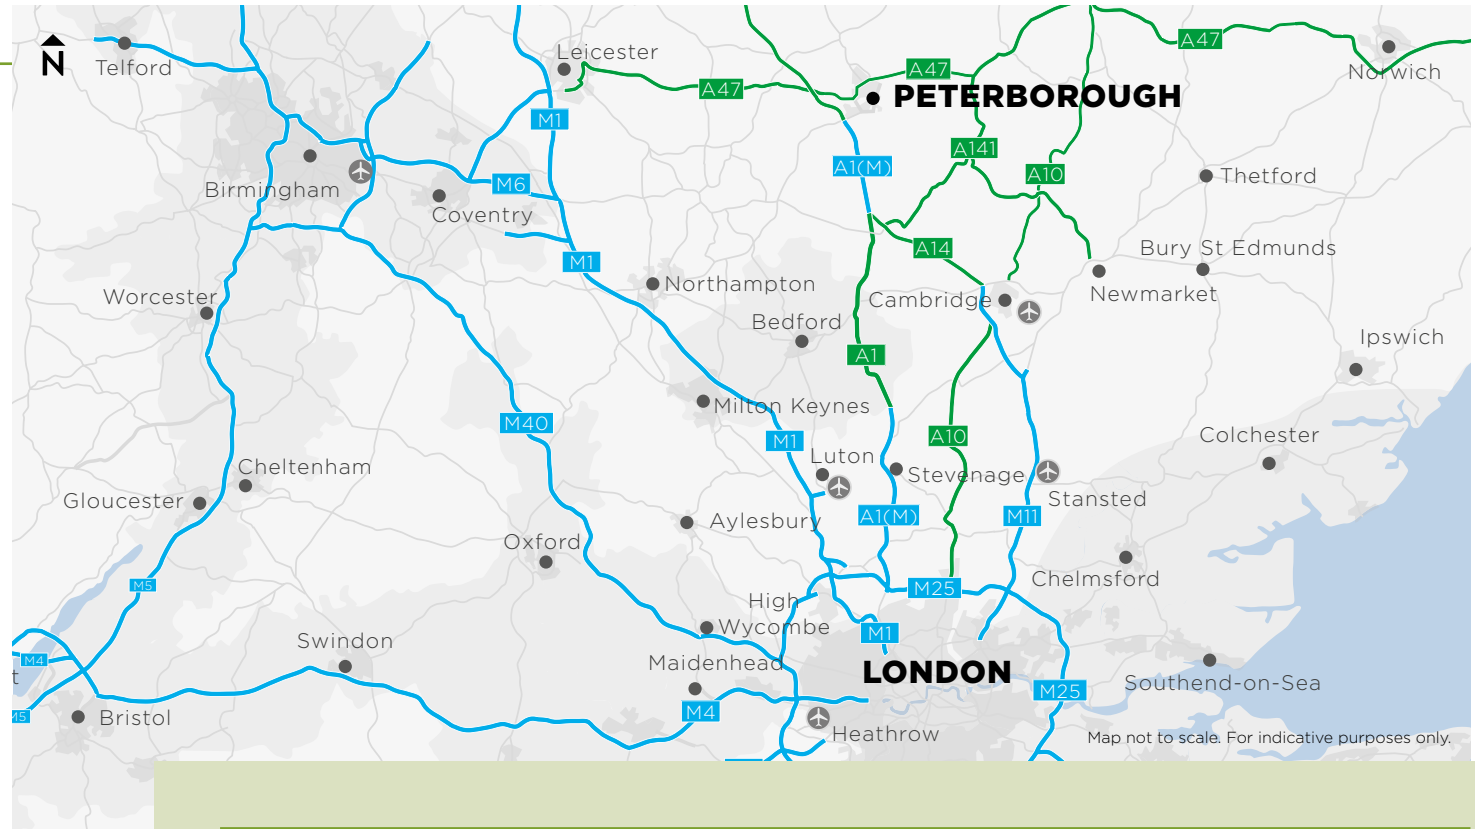 N
Telford
Leicester
A47
Norwich
A47
A47
PETERBOROUGH
M1
A141
A1(M)
A10
Thetford
Birmingham
M6
Coventry
A14
Bury St Edmunds
M1
Northampton
Newmarket
Worcester
Cambridge
Bedford
Ipswich
A1
Milton Keynes
M40
A10
Colchester
M1
Luton
Cheltenham
Stevenage
Stansted
Gloucester
Aylesbury
A1(M)
M11
Oxford
Chelmsford
M5
M25
High
Wycombe
M1
Swindon
M4
Maidenhead
LONDON
t
Southend-on-Sea
M25
M4
M5
Bristol
Heathrow
Map not to scale. For indicative purposes only.